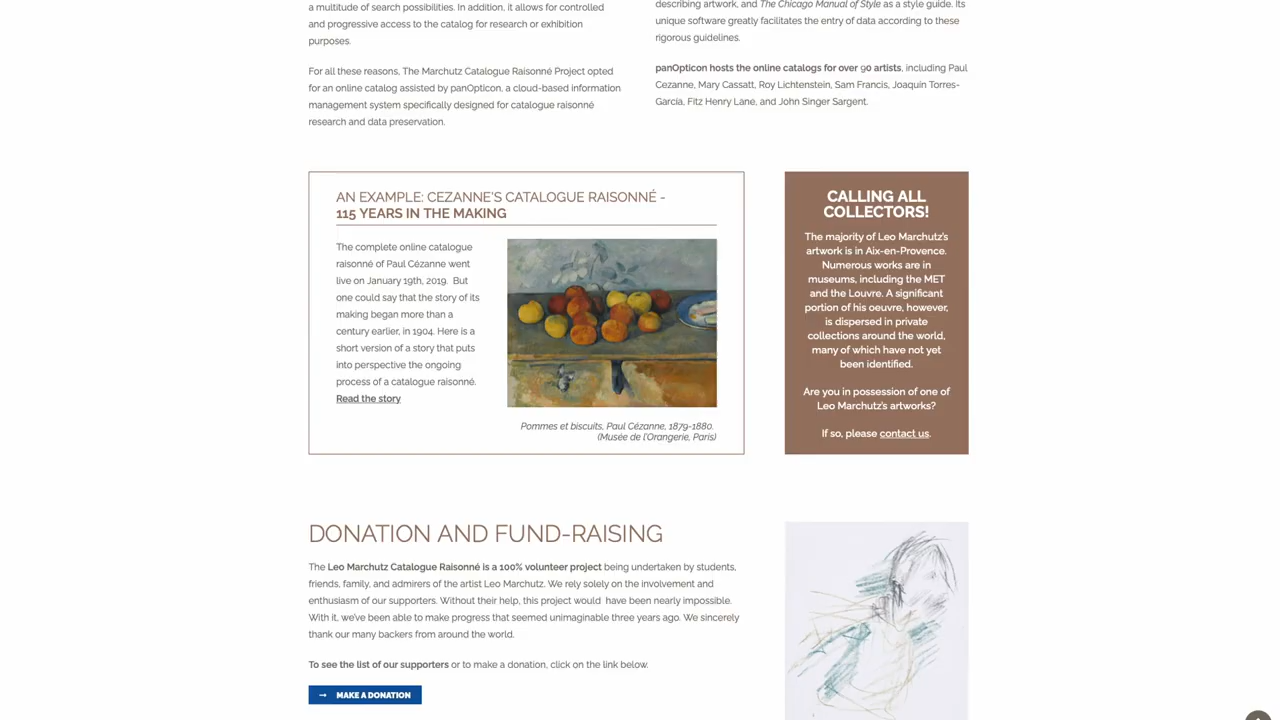 a multitude of search possibilities. In addition, it allows for controlled
and progressive access to the catalog for research or exhibition
purposes.
For all these reasons, The Marchutz Catalogue Raisonné Project opted
for an online catalog assisted by panOpticon, a cloud-based information
management system specifically designed for catalogue raisonné
research and data preservation.
describing artwork, and The Chicago Manual of Style as a style guide. Its
unique software greatly facilitates the entry of data according to these
rigorous guidelines.
panOpticon hosts the online catalogs for over 90 artists, including Paul
Cezanne, Mary Cassatt, Roy Lichtenstein, Sam Francis, Joaquín Torres-
García, Fitz Henry Lane, and John Singer Sargent.
AN EXAMPLE: CEZANNE'S CATALOGUE RAISONNÉ -
115 YEARS IN THE MAKING
The complete online catalogue
raisonné of Paul Cézanne went
live on January 19th, 2019. But
one could say that the story of its
making began more than a
century earlier, in 1904. Here is a
short version of a story that puts
into perspective the ongoing
process of a catalogue raisonné.
Read the story
Pommes et biscuits, Paul Cézanne, 1879-1880.
(Musée de l'Orangerie, Paris)
CALLING ALL
COLLECTORS!
The majority of Leo Marchutz's
artwork is in Aix-en-Provence.
Numerous works are in
museums, including the MET
and the Louvre. A significant
portion of his oeuvre, however,
is dispersed in private
collections around the world,
many of which have not yet
been identified.
Are you in possession of one of
Leo Marchutz's artworks?
If so, please contact us.
DONATION AND FUND-RAISING
The Leo Marchutz Catalogue Raisonné is a 100% volunteer project being undertaken by students,
friends, family, and admirers of the artist Leo Marchutz. We rely solely on the involvement and
enthusiasm of our supporters. Without their help, this project would have been nearly impossible.
With it, we've been able to make progress that seemed unimaginable three years ago. We sincerely
thank our many backers from around the world.
To see the list of our supporters or to make a donation, click on the link below.
→ MAKE A DONATION